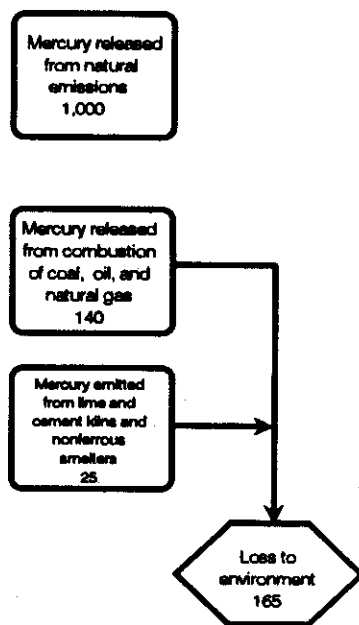 Mercury released
from natural
emissions
1,000
Mercury released
from combustion
of coal, oil, and
natural gas
140
Mercury emitted
from lime and
cement kilns and
nonferrous
smelters
25
Loss to
environment
165